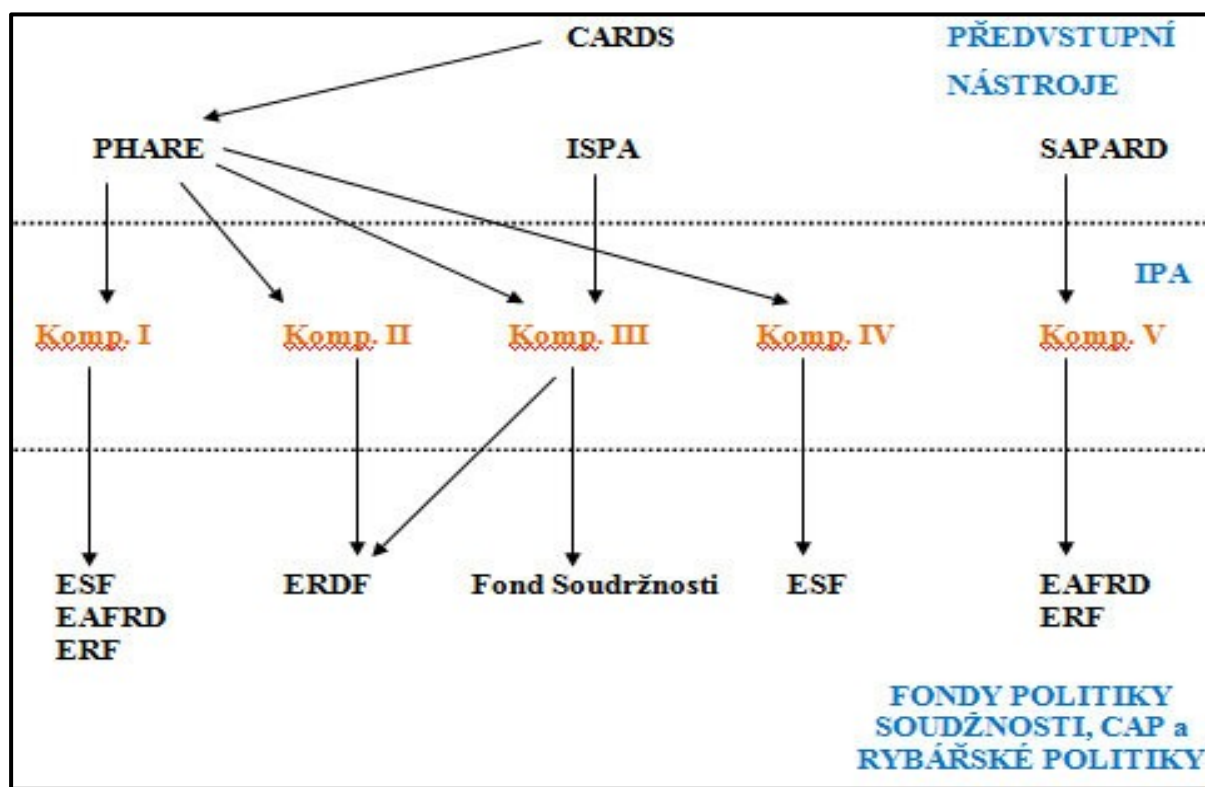 CARDS
PŘEDVSTUPNÍ
NÁSTROJE
PHARE
ISPA
SAPARD
IPA
Komp. I
Komp. II
Komp. III
Komp. IV
Komp. V
ESF
EAFRD
ERF
ERDF
Fond Soudržnosti
ESF
EAFRD
ERF
FONDY POLITIKY
SOUDŽNOSTI, CAP a
RYBÁŘSKÉ POLITIKY